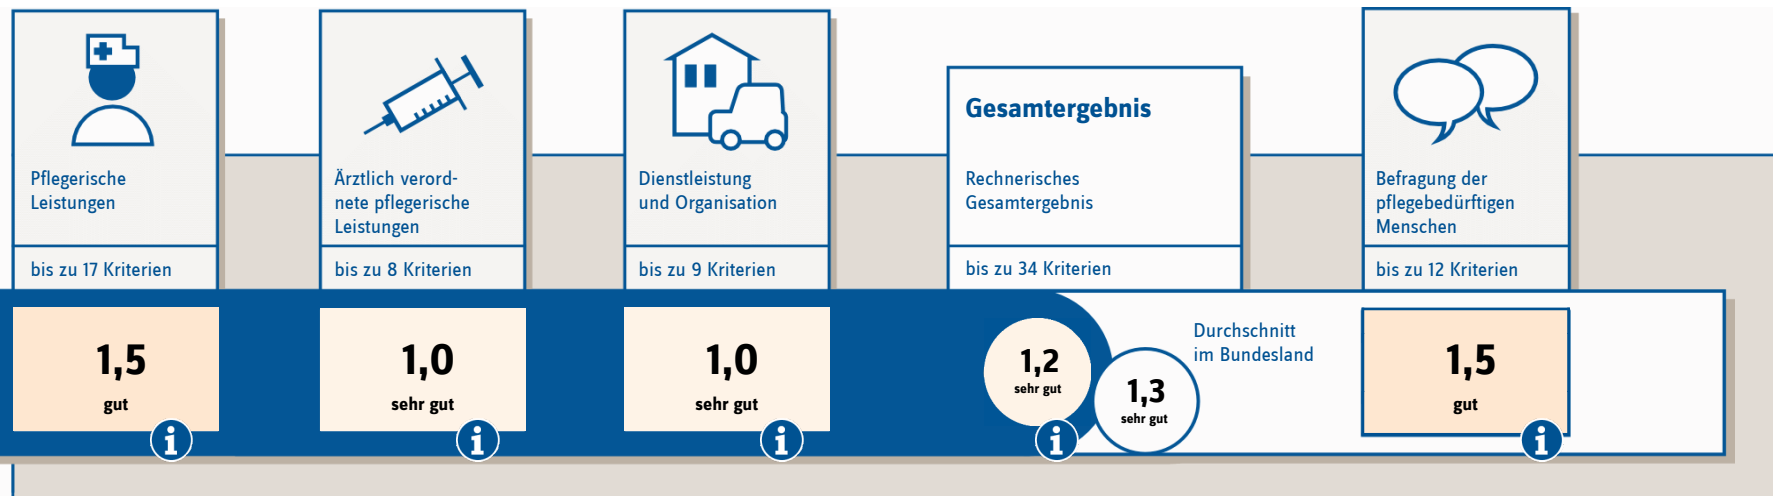 Pflegerische
Leistungen
bis zu 17 Kriterien
1,5
gut
Ärztlich verord-
nete pflegerische
Leistungen
bis zu 8 Kriterien
1,0
sehr gut
Dienstleistung
und Organisation
bis zu 9 Kriterien
1,0
sehr gut
Gesamtergebnis
Rechnerisches
Gesamtergebnis
bis zu 34 Kriterien
1,2
sehr gut
1,3
sehr gut
Durchschnitt
im Bundesland
Befragung der
pflegebedürftigen
Menschen
bis zu 12 Kriterien
1,5
gut